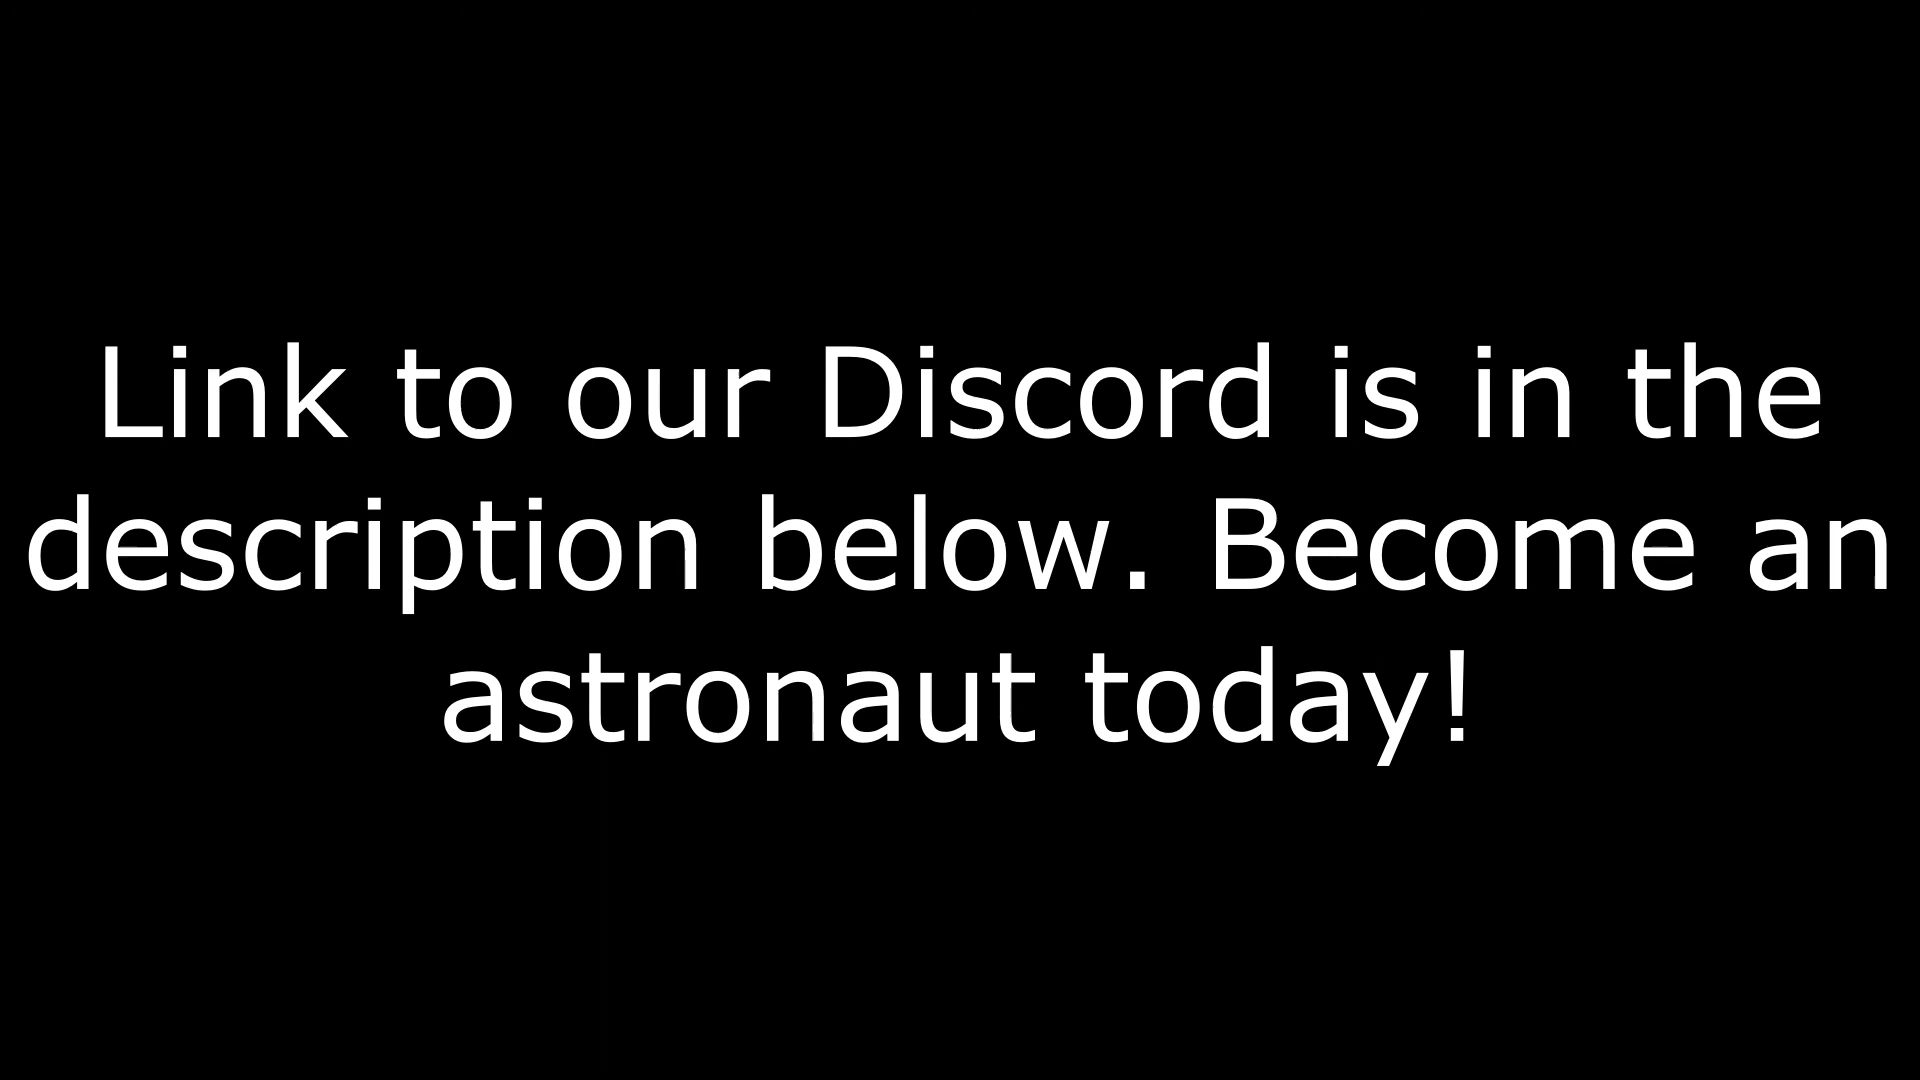 Link to our Discord is in the
description below. Become an
astronaut today!